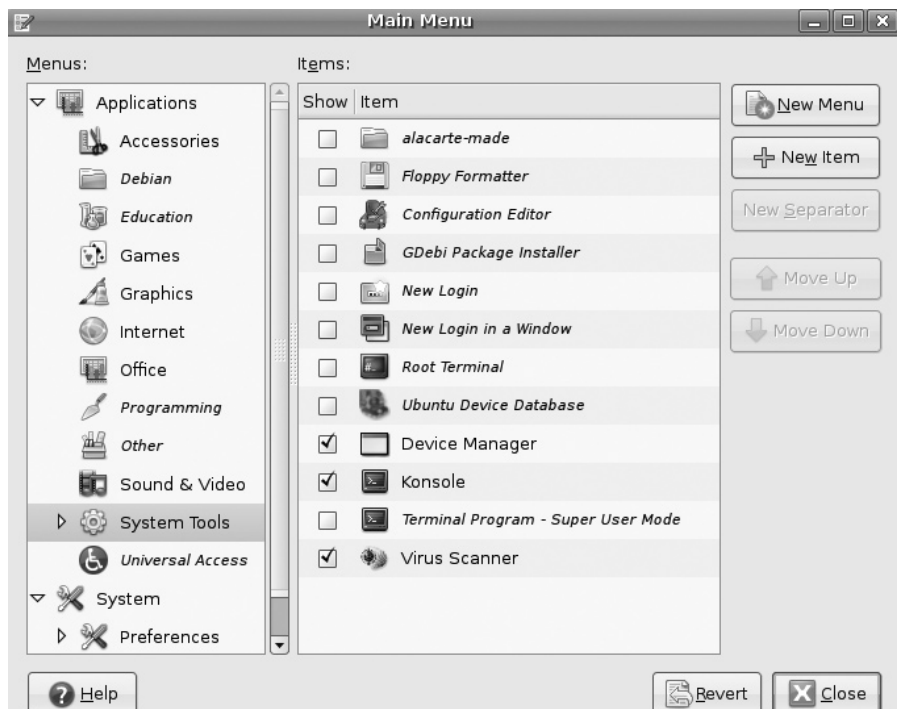 Main Menu
Menus:
Items:
Applications
Accessories
Debian
Education
Games
Graphics
Internet
Office
Programming
Other
Sound & Video
System Tools
Universal Access
System
Preferences
Show Item
alacarte-made
Floppy Formatter
Configuration Editor
GDebi Package Installer
New Login
New Login in a Window
Root Terminal
Ubuntu Device Database
Device Manager
Konsole
Terminal Program - Super User Mode
Virus Scanner
New Menu
New Item
New Separator
Move Up
Move Down
Help
Revert
Close